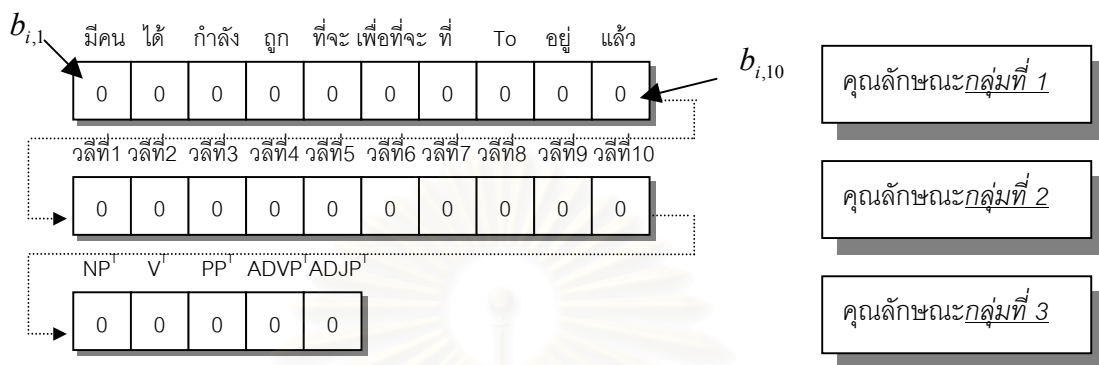 b_{i,1} มีคน ได้ กำลัง ถูก ที่จะ เพื่อที่จะ ที่ To อยู่ แล้ว b_{i,10}
0 0 0 0 0 0 0 0 0 0
คุณลักษณะกลุ่มที่ 1
วลีที่1 วลีที่2 วลีที่3 วลีที่4 วลีที่5 วลีที่6 วลีที่7 วลีที่8 วลีที่9 วลีที่10
0 0 0 0 0 0 0 0 0 0
คุณลักษณะกลุ่มที่ 2
NP^T V^T PP^T ADVP^T ADJP^T
0 0 0 0 0
คุณลักษณะกลุ่มที่ 3